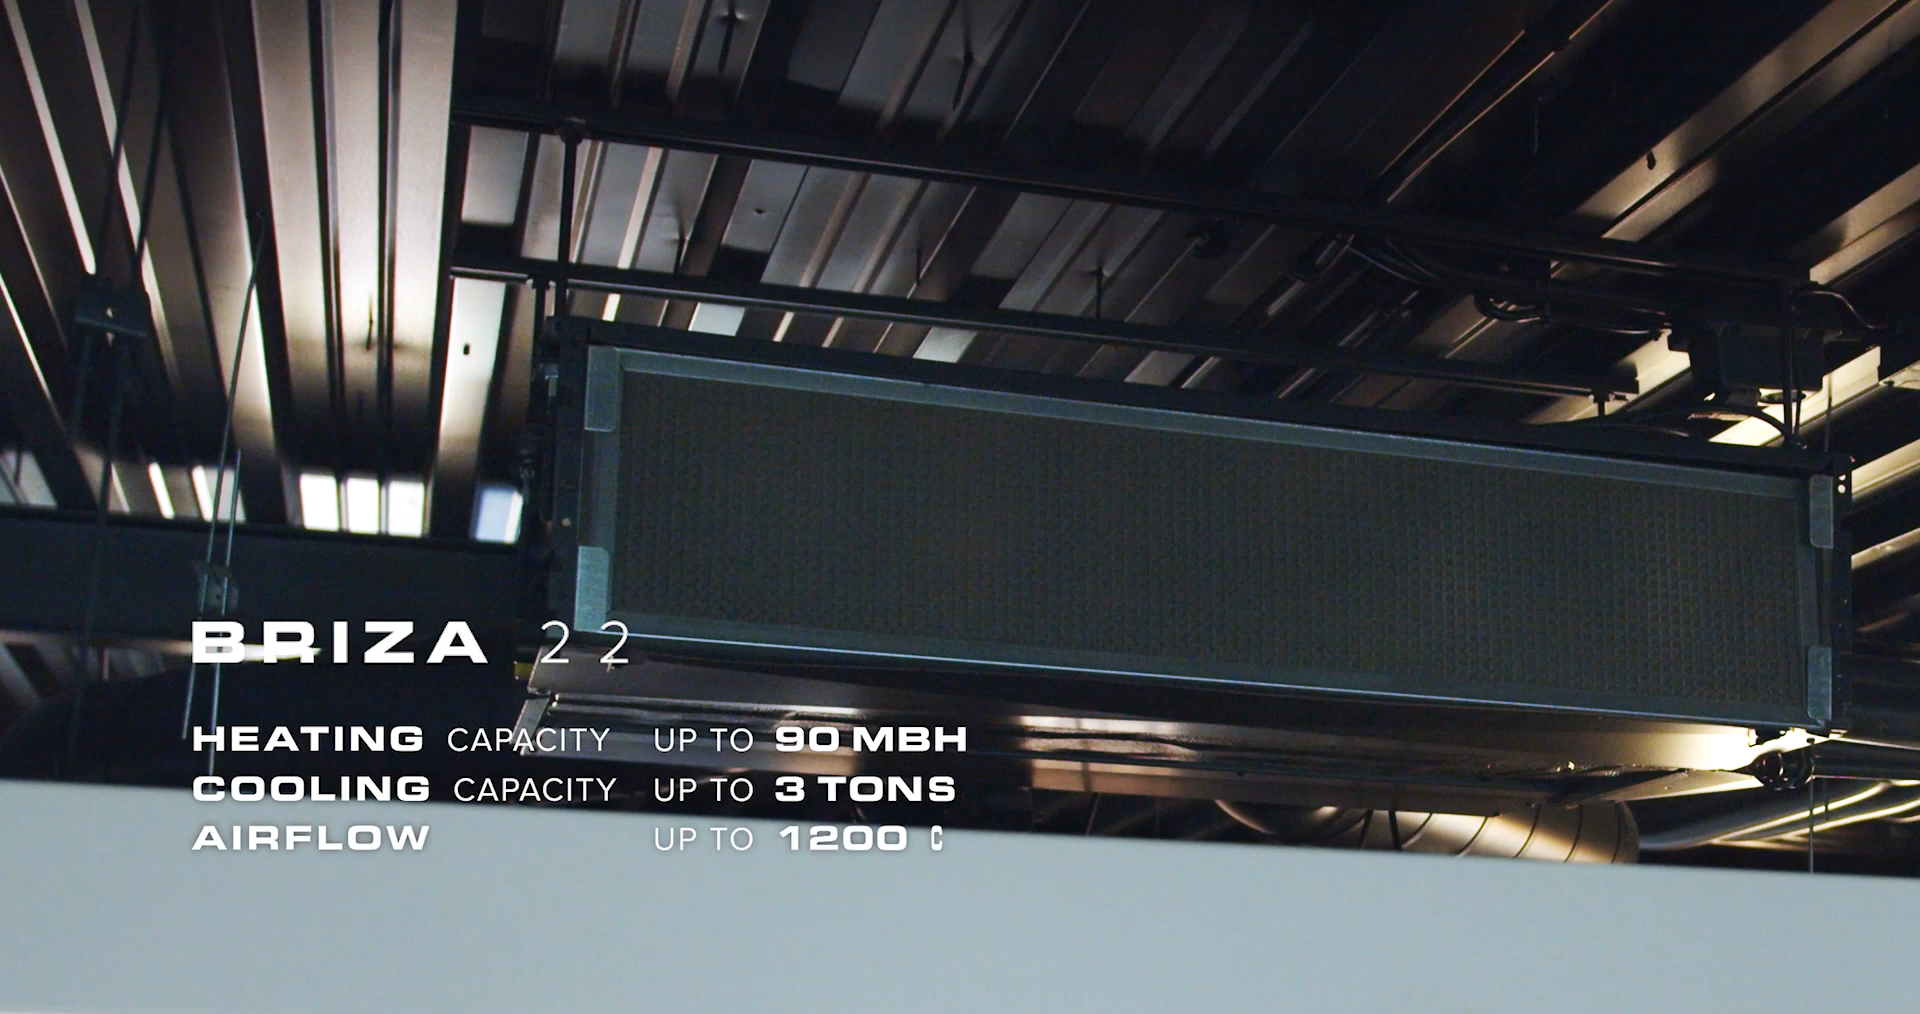 BRIZA 22
HEATING CAPACITY UP TO 90 MBH
COOLING CAPACITY UP TO 3 TONS
AIRFLOW UP TO 1200 C